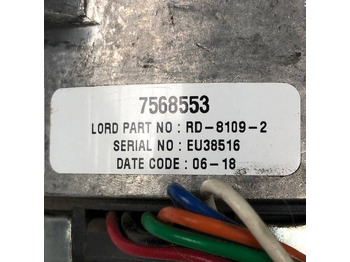 7568553
LORD PART NO : RD-8109-2
SERIAL NO : EU38516
DATE CODE : 06-18